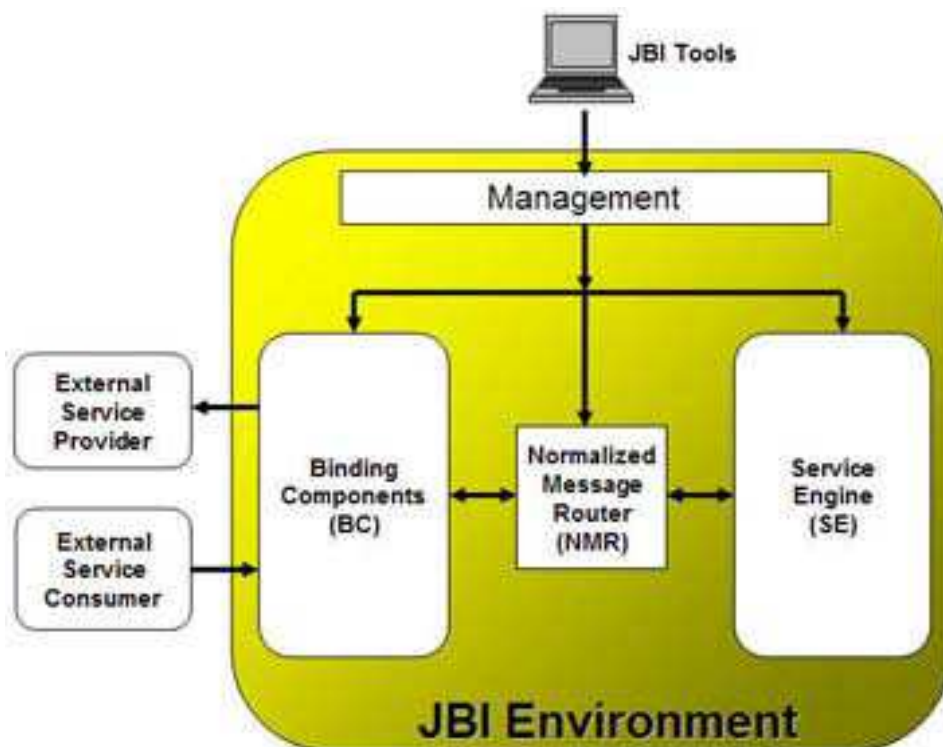 JBI Tools
Management
External
Service
Provider
External
Service
Consumer
Binding
Components
(BC)
Normalized
Message
Router
(NMR)
Service
Engine
(SE)
JBI Environment